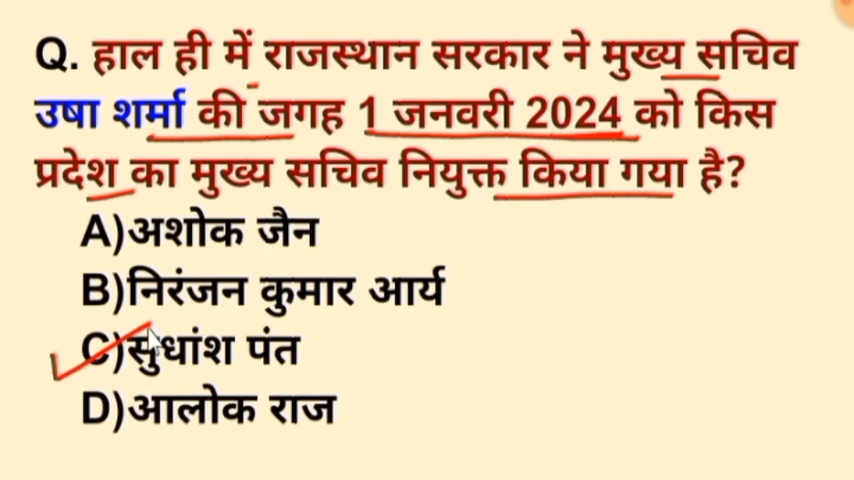 Q. हाल ही में राजस्थान सरकार ने मुख्य सचिव
उषा शर्मा की जगह 1 जनवरी 2024 को किस
प्रदेश का मुख्य सचिव नियुक्त किया गया है?
A)अशोक जैन
B)निरंजन कुमार आर्य
C)सुधांश पंत
D)आलोक राज